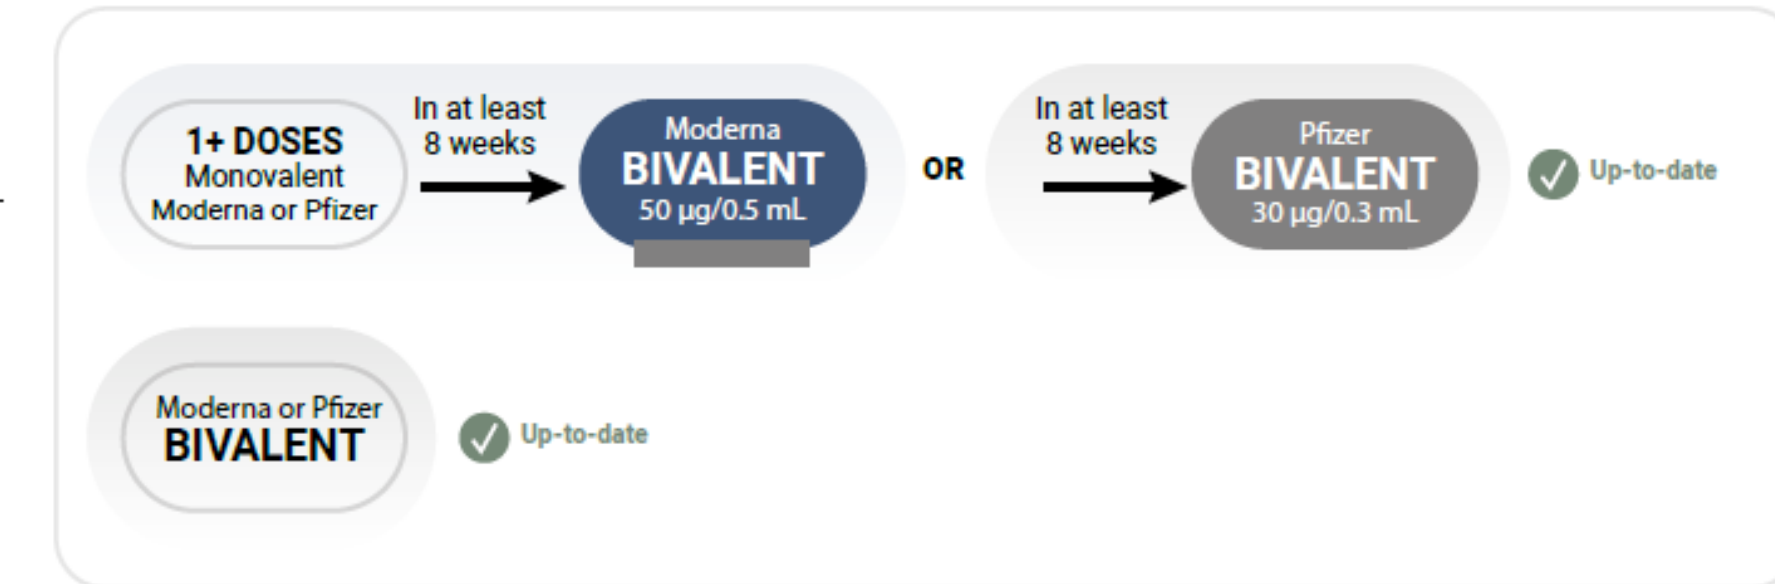 1+ DOSES
Monovalent
Moderna or Pfizer
In at least
8 weeks
Moderna
BIVALENT
50 µg/0.5 mL
OR
In at least
8 weeks
Pfizer
BIVALENT
30 µg/0.3 mL
Up-to-date
Moderna or Pfizer
BIVALENT
Up-to-date